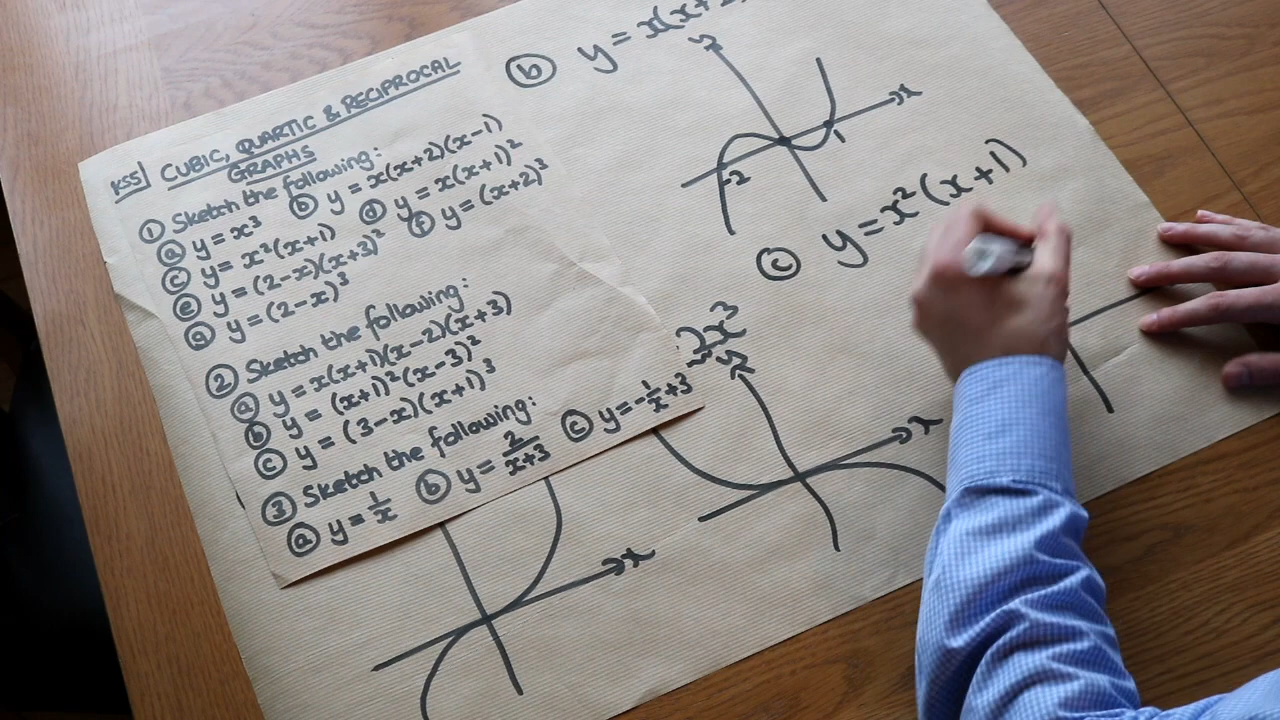 KS5 CUBIC, QUARTIC & RECIPROCAL
GRAPHS
① Sketch the following:
ⓐ y = x³ ⓑ y = x(x+2)(x-1)
ⓒ y = x²(x+1) ⓓ y = x(x+1)²
ⓔ y = (2-x)(x+3)² ⓕ y = (x+2)³
ⓐ y = (2-x)³
② Sketch the following:
ⓐ y = x(x+1)(x-2)(x+3)
ⓑ y = (x+1)²(x-3)²
ⓒ y = (3-x)(x+1)³
③ Sketch the following:
ⓐ y = 1/x ⓑ y = 2/(x+3) ⓒ y = -1/x + 3
ⓑ y = x(x+2
y
x
-2
1
ⓒ y = x²(x+1)
-2x³
y
x
x